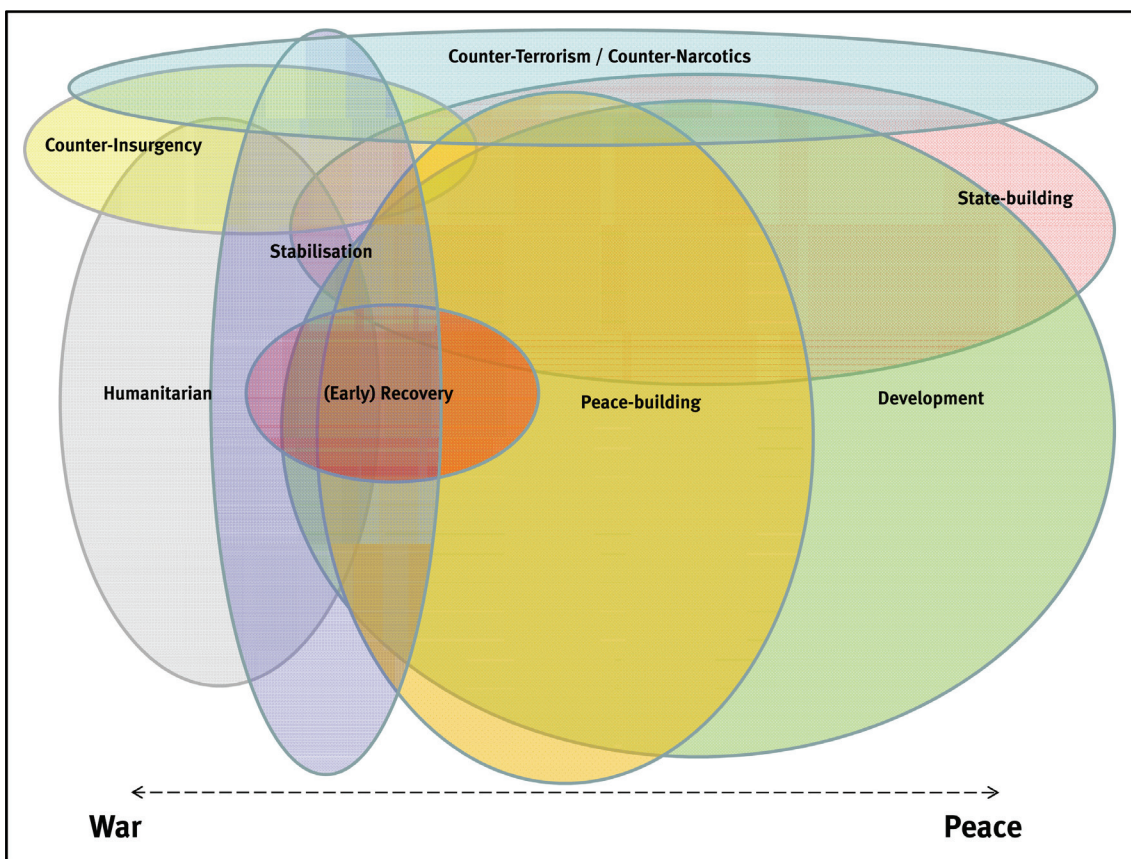 Counter-Terrorism / Counter-Narcotics
Counter-Insurgency
State-building
Stabilisation
Humanitarian
(Early) Recovery
Peace-building
Development
War
Peace